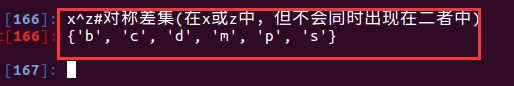 [166]: x^z#对称差集(在x或z中，但不会同时出现在二者中)
t[166]: {'b', 'c', 'd', 'm', 'p', 's'}
[167]: